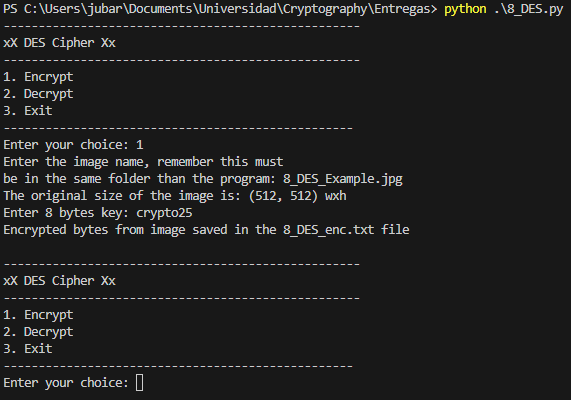 PS C:\Users\jubar\Documents\Universidad\Cryptography\Entregas> python .\8_DES.py
---------------------------------------------------
xX DES Cipher Xx
---------------------------------------------------
1. Encrypt
2. Decrypt
3. Exit
--------------------------------------------------
Enter your choice: 1
Enter the image name, remember this must
be in the same folder than the program: 8_DES_Example.jpg
The original size of the image is: (512, 512) wxh
Enter 8 bytes key: crypto25
Encrypted bytes from image saved in the 8_DES_enc.txt file
---------------------------------------------------
xX DES Cipher Xx
---------------------------------------------------
1. Encrypt
2. Decrypt
3. Exit
--------------------------------------------------
Enter your choice: